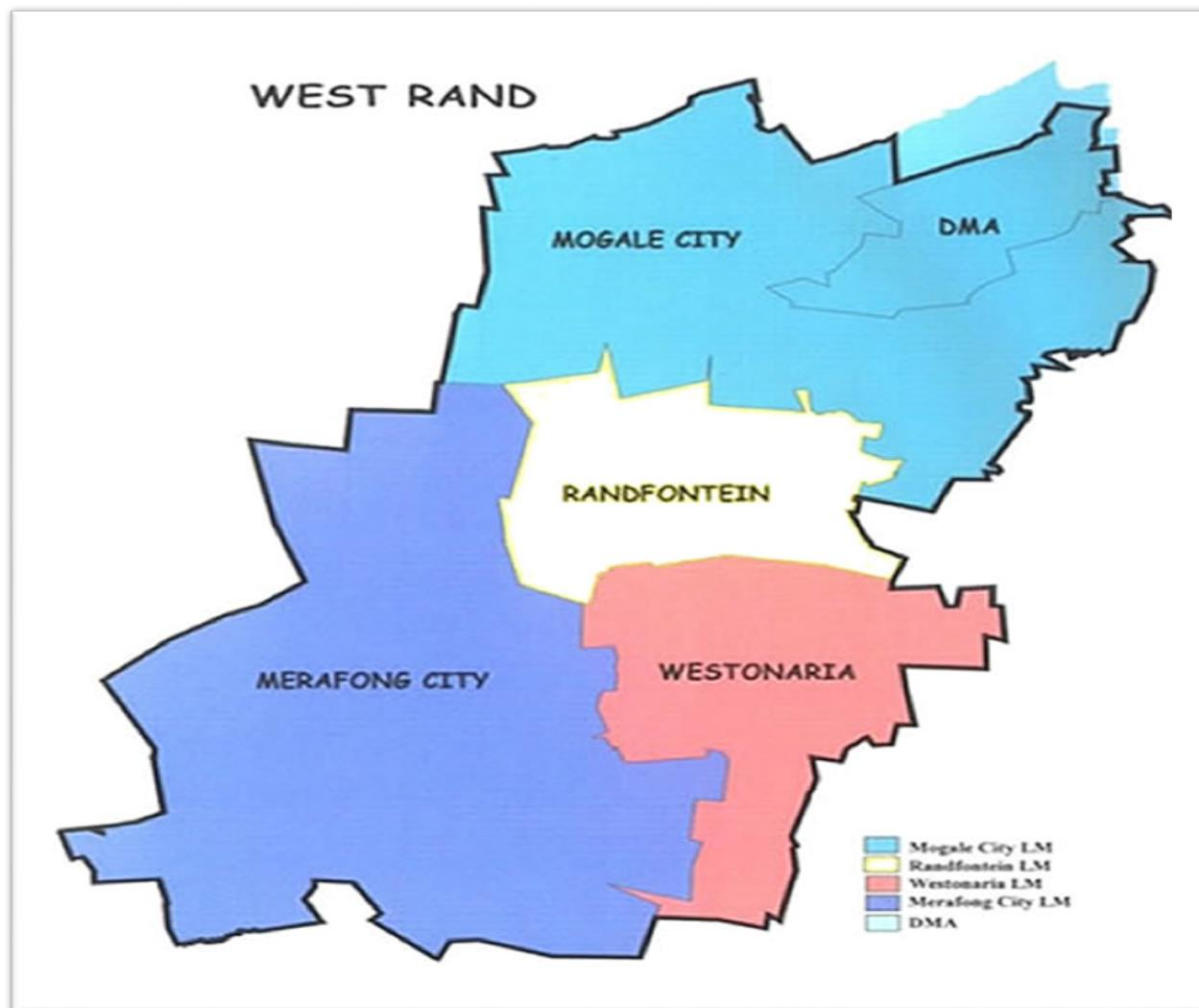 WEST RAND
MOGALE CITY
DMA
RANDFONTEIN
MERAFONG CITY
WESTONARIA
Mogale City LM
Randfontein LM
Westonaria LM
Merafong City LM
DMA